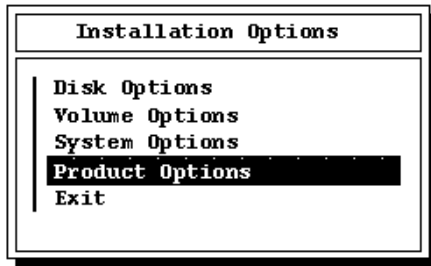 Installation Options
Disk Options
Volume Options
System Options
Product Options
Exit